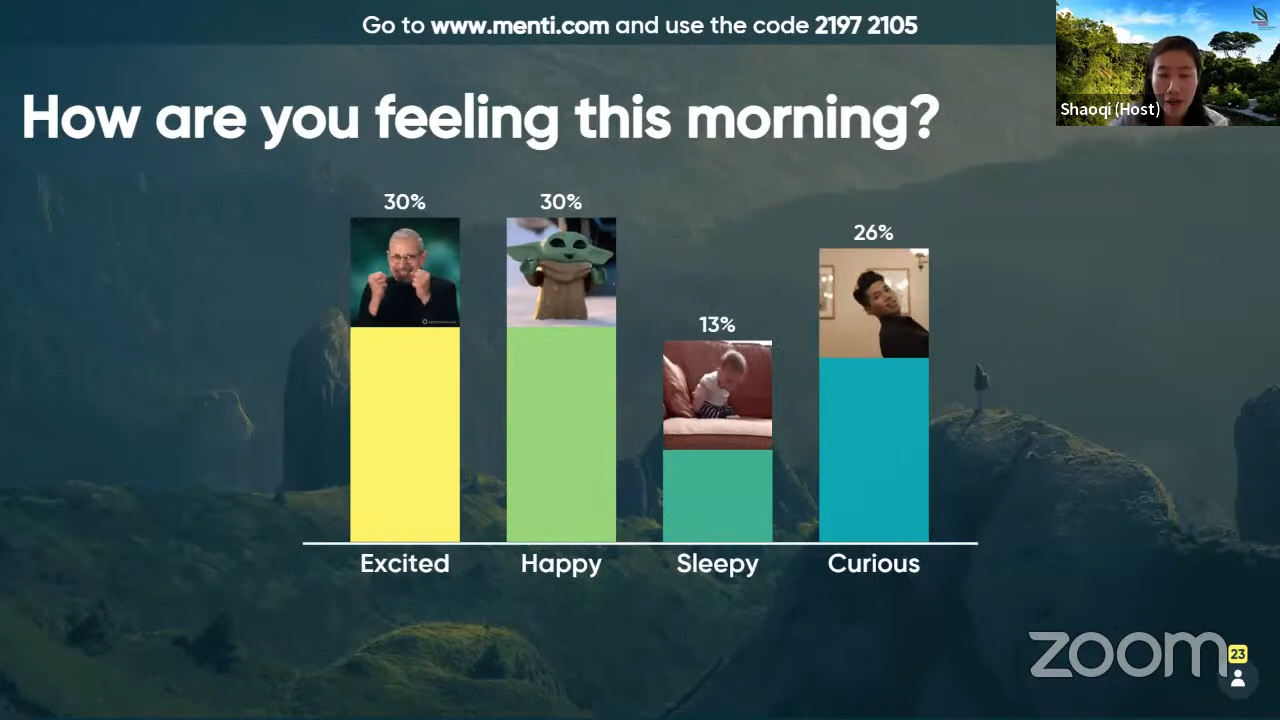 Go to www.menti.com and use the code 2197 2105
Shaoqi (Host)
How are you feeling this morning?
30%
30%
13%
26%
Excited
Happy
Sleepy
Curious
zoom
23